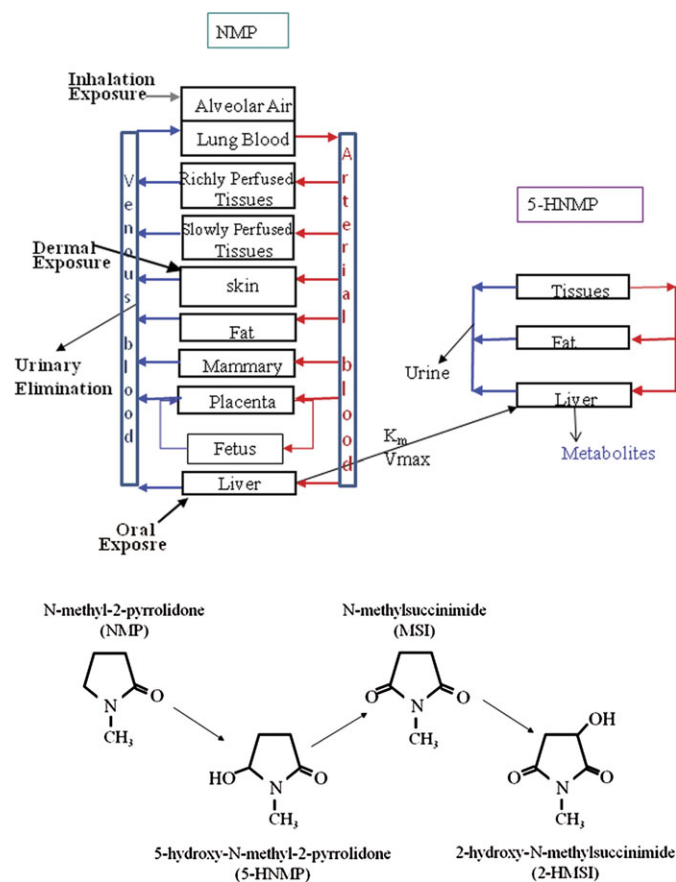 NMP
Inhalation
Exposure
Alveolar Air
Lung Blood
Venous blood
Arterial blood
Richly Perfused
Tissues
Slowly Perfused
Tissues
Dermal
Exposure
skin
Fat
Urinary
Elimination
Mammary
Placenta
Fetus
Liver
Oral
Exposre
Km
Vmax
5-HNMP
Tissues
Fat
Urine
Liver
Metabolites
N-methyl-2-pyrrolidone
(NMP)
N
O
CH3
5-hydroxy-N-methyl-2-pyrrolidone
(5-HNMP)
HO
N
O
CH3
N-methylsuccinimide
(MSI)
O
N
O
CH3
2-hydroxy-N-methylsuccinimide
(2-HMSI)
OH
O
N
O
CH3